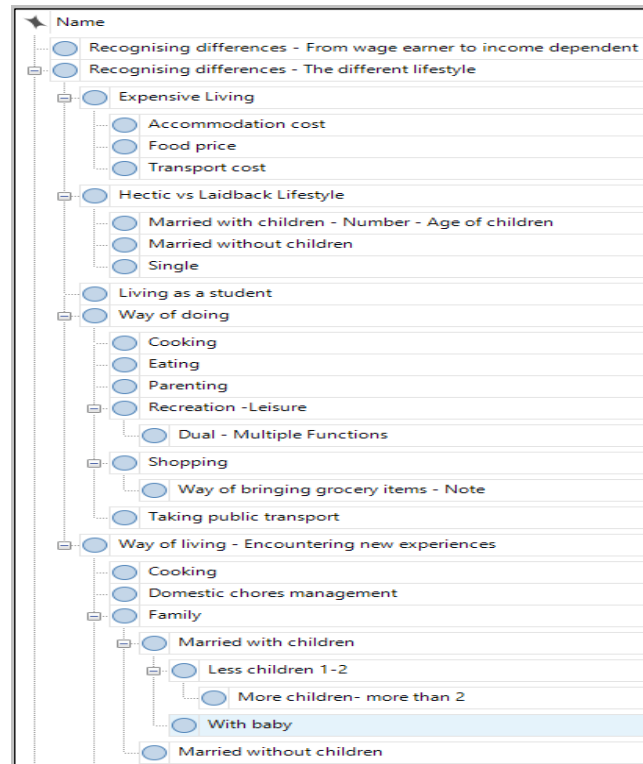 Name
Recognising differences - From wage earner to income dependent
Recognising differences - The different lifestyle
Expensive Living
Accommodation cost
Food price
Transport cost
Hectic vs Laidback Lifestyle
Married with children - Number - Age of children
Married without children
Single
Living as a student
Way of doing
Cooking
Eating
Parenting
Recreation -Leisure
Dual - Multiple Functions
Shopping
Way of bringing grocery items - Note
Taking public transport
Way of living - Encountering new experiences
Cooking
Domestic chores management
Family
Married with children
Less children 1-2
More children- more than 2
With baby
Married without children